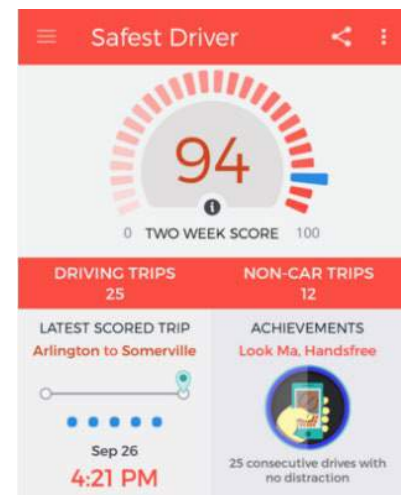 Safest Driver
94
0 TWO WEEK SCORE 100
DRIVING TRIPS
25
NON-CAR TRIPS
12
LATEST SCORED TRIP
Arlington to Somerville
Sep 26
4:21 PM
ACHIEVEMENTS
Look Ma, Handsfree
25 consecutive drives with
no distraction